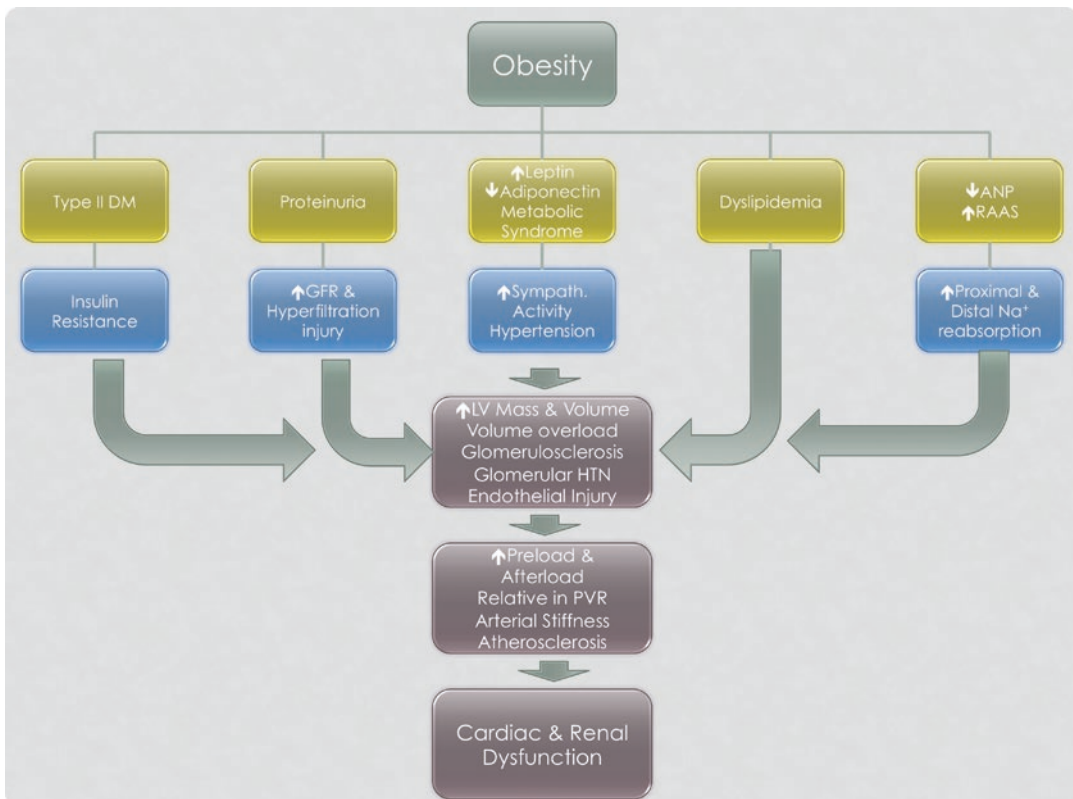 Obesity
Type II DM
Proteinuria
↑Leptin
↓Adiponectin
Metabolic
Syndrome
Dyslipidemia
↓ANP
↑RAAS
Insulin
Resistance
↑GFR &
Hyperfiltration
injury
↑Sympath.
Activity
Hypertension
↑Proximal &
Distal Na⁺
reabsorption
↑LV Mass & Volume
Volume overload
Glomerulosclerosis
Glomerular HTN
Endothelial Injury
↑Preload &
Afterload
Relative in PVR
Arterial Stiffness
Atherosclerosis
Cardiac & Renal
Dysfunction